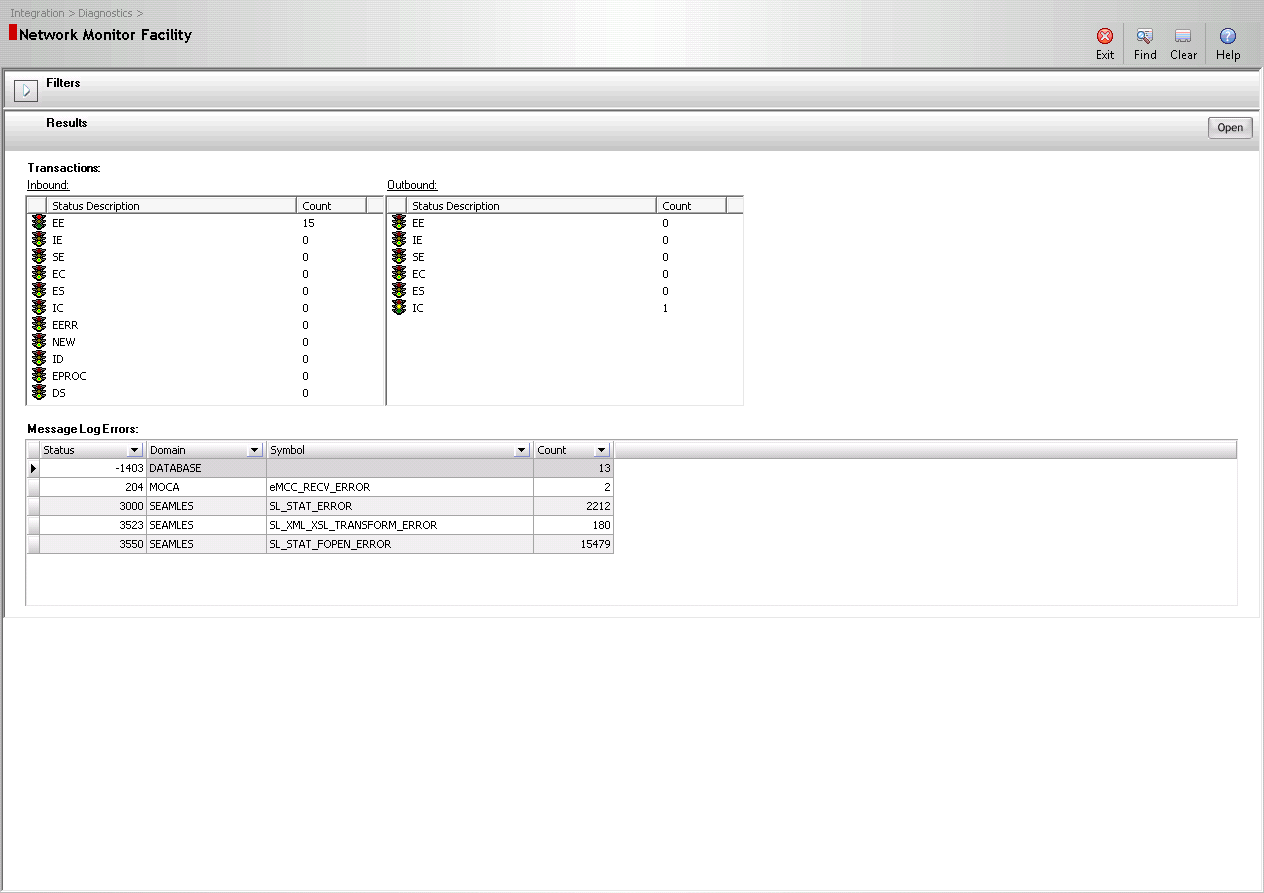 Integration > Diagnostics >
Network Monitor Facility
Exit Find Clear Help
Filters
Results
Open
Transactions:
Inbound: Outbound:
Status Description Count Status Description Count
EE 15 EE 0
IE 0 IE 0
SE 0 SE 0
EC 0 EC 0
ES 0 ES 0
IC 0 IC 1
EERR 0
NEW 0
ID 0
EPROC 0
DS 0
Message Log Errors:
Status Domain Symbol Count
-1403 DATABASE 13
204 MOCA eMCC_RECV_ERROR 2
3000 SEAMLES SL_STAT_ERROR 2212
3523 SEAMLES SL_XML_XSL_TRANSFORM_ERROR 180
3550 SEAMLES SL_STAT_FOPEN_ERROR 15479